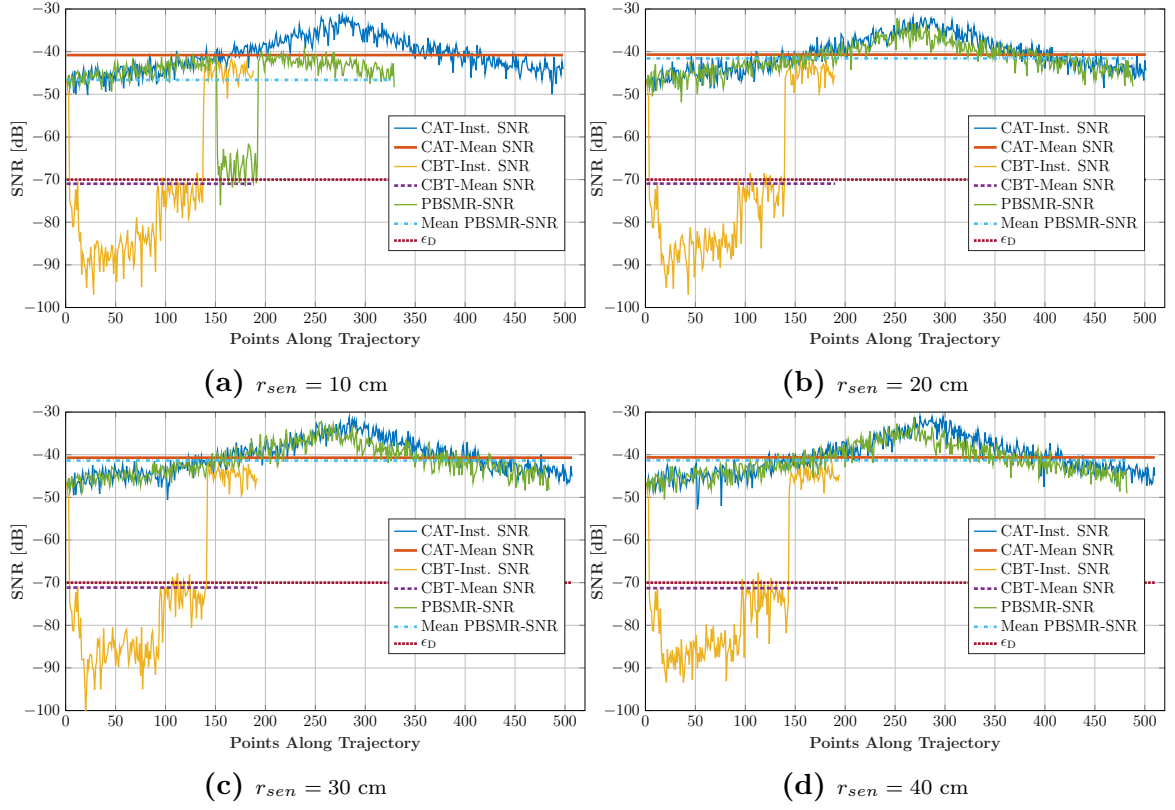 −30
−40
−50
−60
−70
−80
−90
−100
SNR [dB]
CAT-Inst. SNR
CAT-Mean SNR
CBT-Inst. SNR
CBT-Mean SNR
PBSMR-SNR
Mean PBSMR-SNR
ϵD
0 50 100 150 200 250 300 350 400 450 500
Points Along Trajectory
(a) rsen = 10 cm
−30
−40
−50
−60
−70
−80
−90
−100
SNR [dB]
CAT-Inst. SNR
CAT-Mean SNR
CBT-Inst. SNR
CBT-Mean SNR
PBSMR-SNR
Mean PBSMR-SNR
ϵD
0 50 100 150 200 250 300 350 400 450 500
Points Along Trajectory
(b) rsen = 20 cm
−30
−40
−50
−60
−70
−80
−90
−100
SNR [dB]
CAT-Inst. SNR
CAT-Mean SNR
CBT-Inst. SNR
CBT-Mean SNR
PBSMR-SNR
Mean PBSMR-SNR
ϵD
0 50 100 150 200 250 300 350 400 450 500
Points Along Trajectory
(c) rsen = 30 cm
−30
−40
−50
−60
−70
−80
−90
−100
SNR [dB]
CAT-Inst. SNR
CAT-Mean SNR
CBT-Inst. SNR
CBT-Mean SNR
PBSMR-SNR
Mean PBSMR-SNR
ϵD
0 50 100 150 200 250 300 350 400 450 500
Points Along Trajectory
(d) rsen = 40 cm